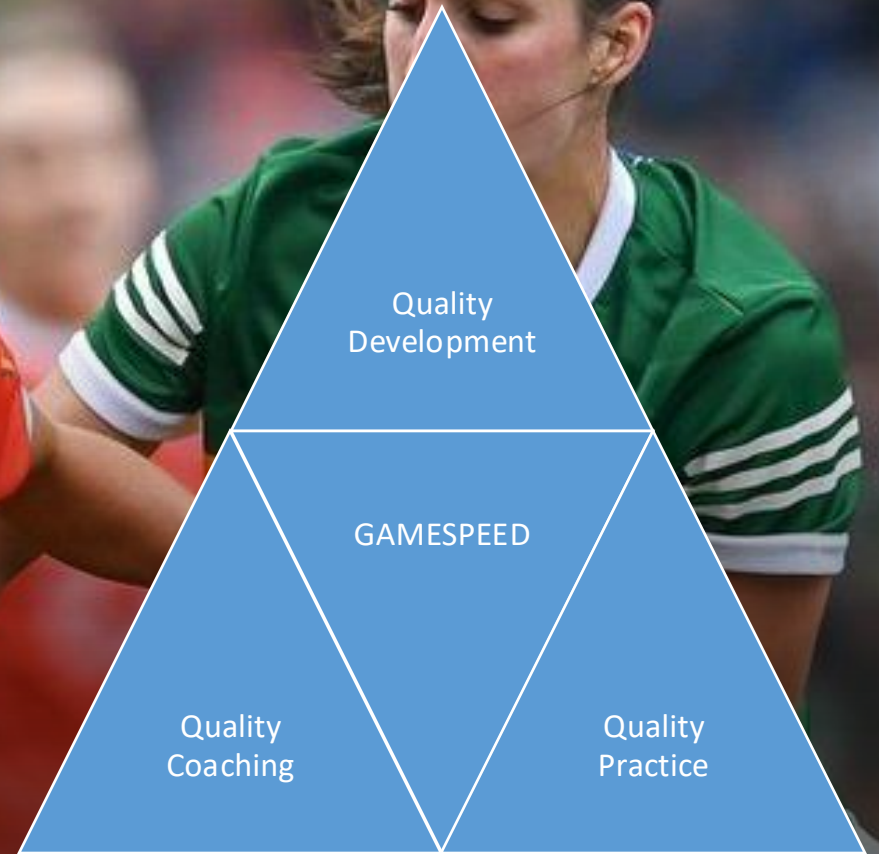 Quality
Development
GAMESPEED
Quality
Coaching
Quality
Practice